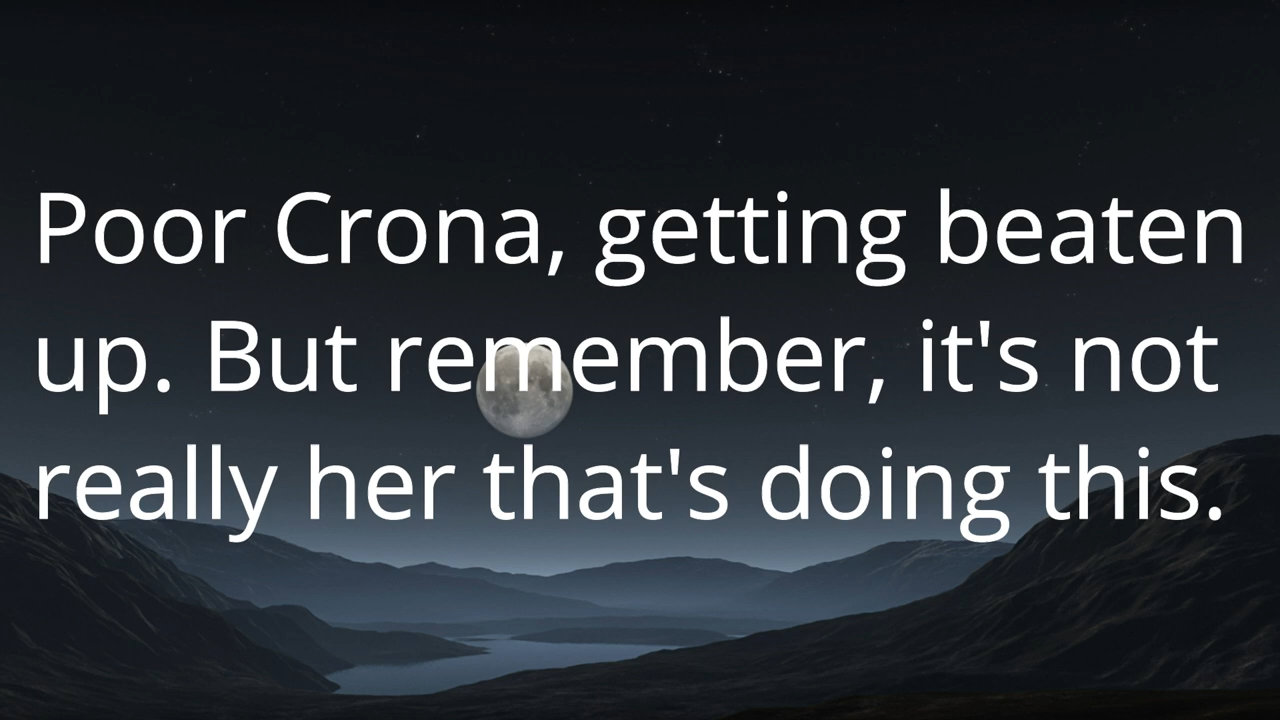 Poor Crona, getting beaten
up. But remember, it's not
really her that's doing this.